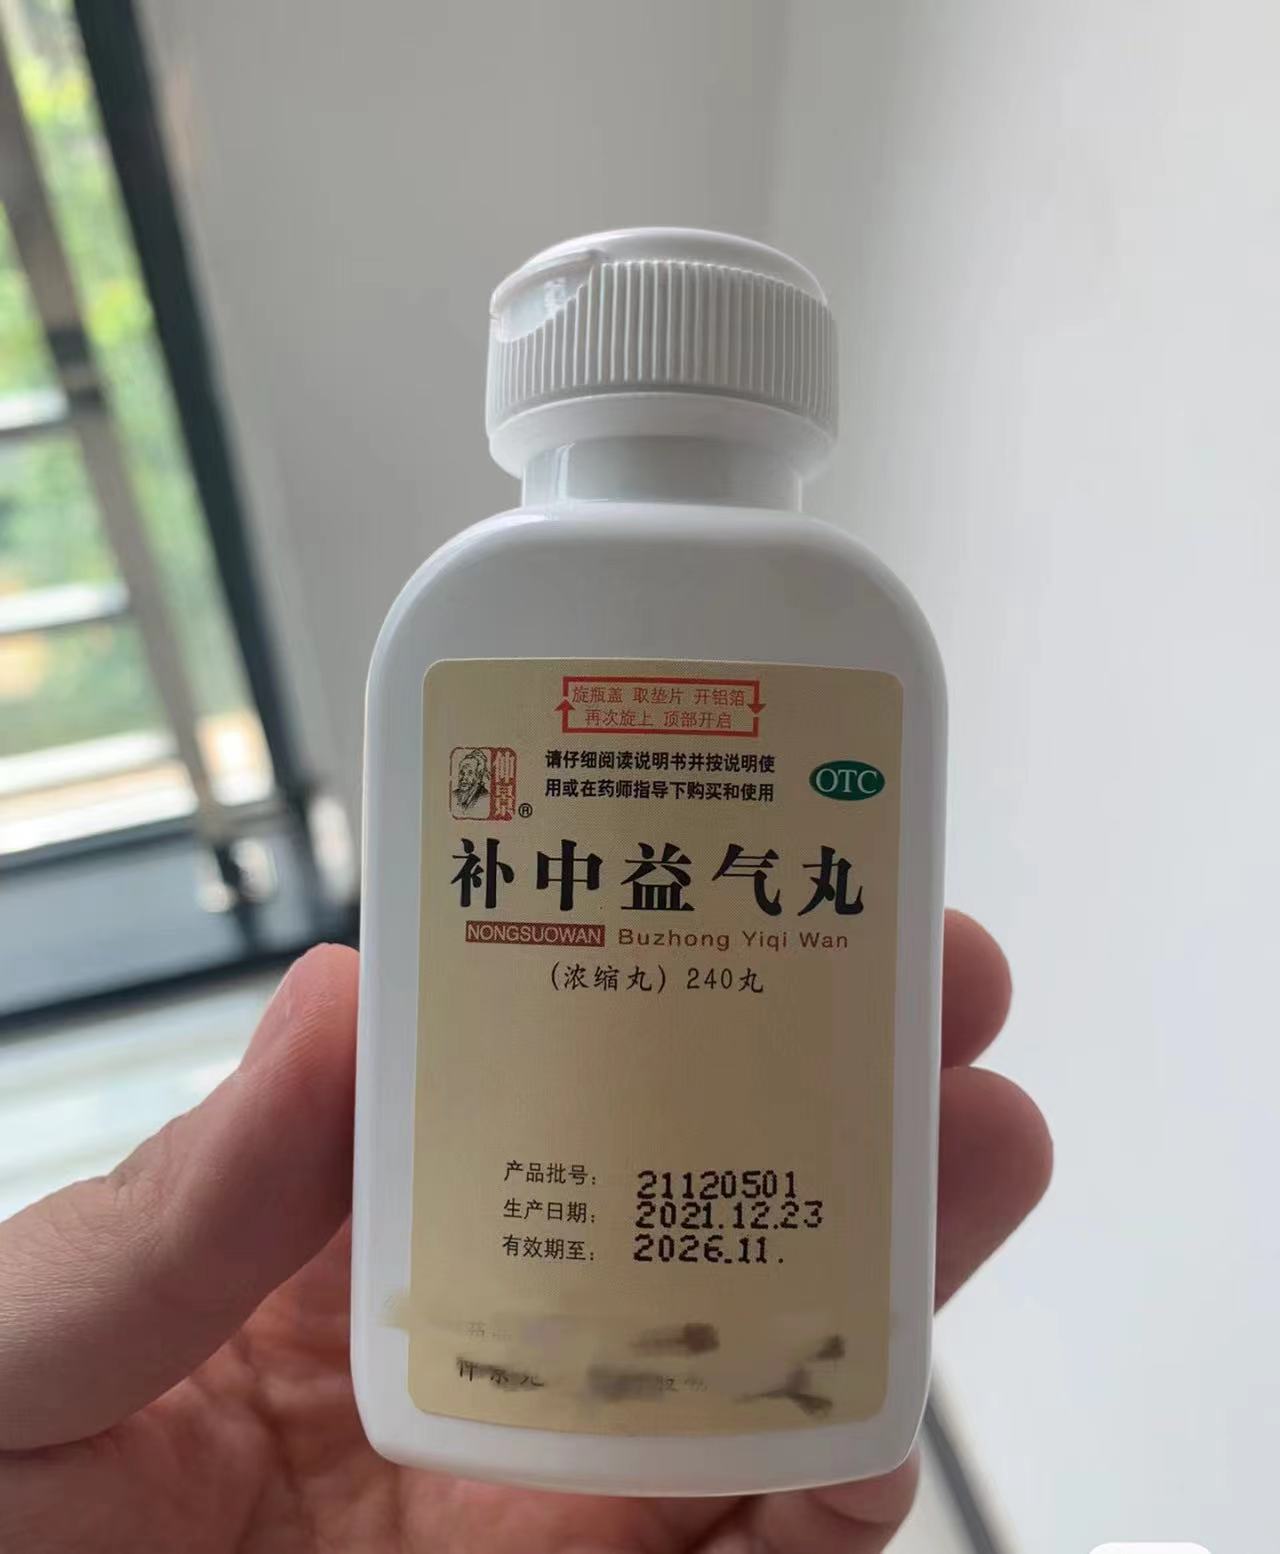 旋瓶盖 取垫片 开铝箔
再次旋上 顶部开启
仲景
®
请仔细阅读说明书并按说明使
用或在药师指导下购买和使用
OTC
补中益气丸
NONGSUOWAN Buzhong Yiqi Wan
(浓缩丸) 240丸
产品批号: 21120501
生产日期: 2021.12.23
有效期至: 2026.11.